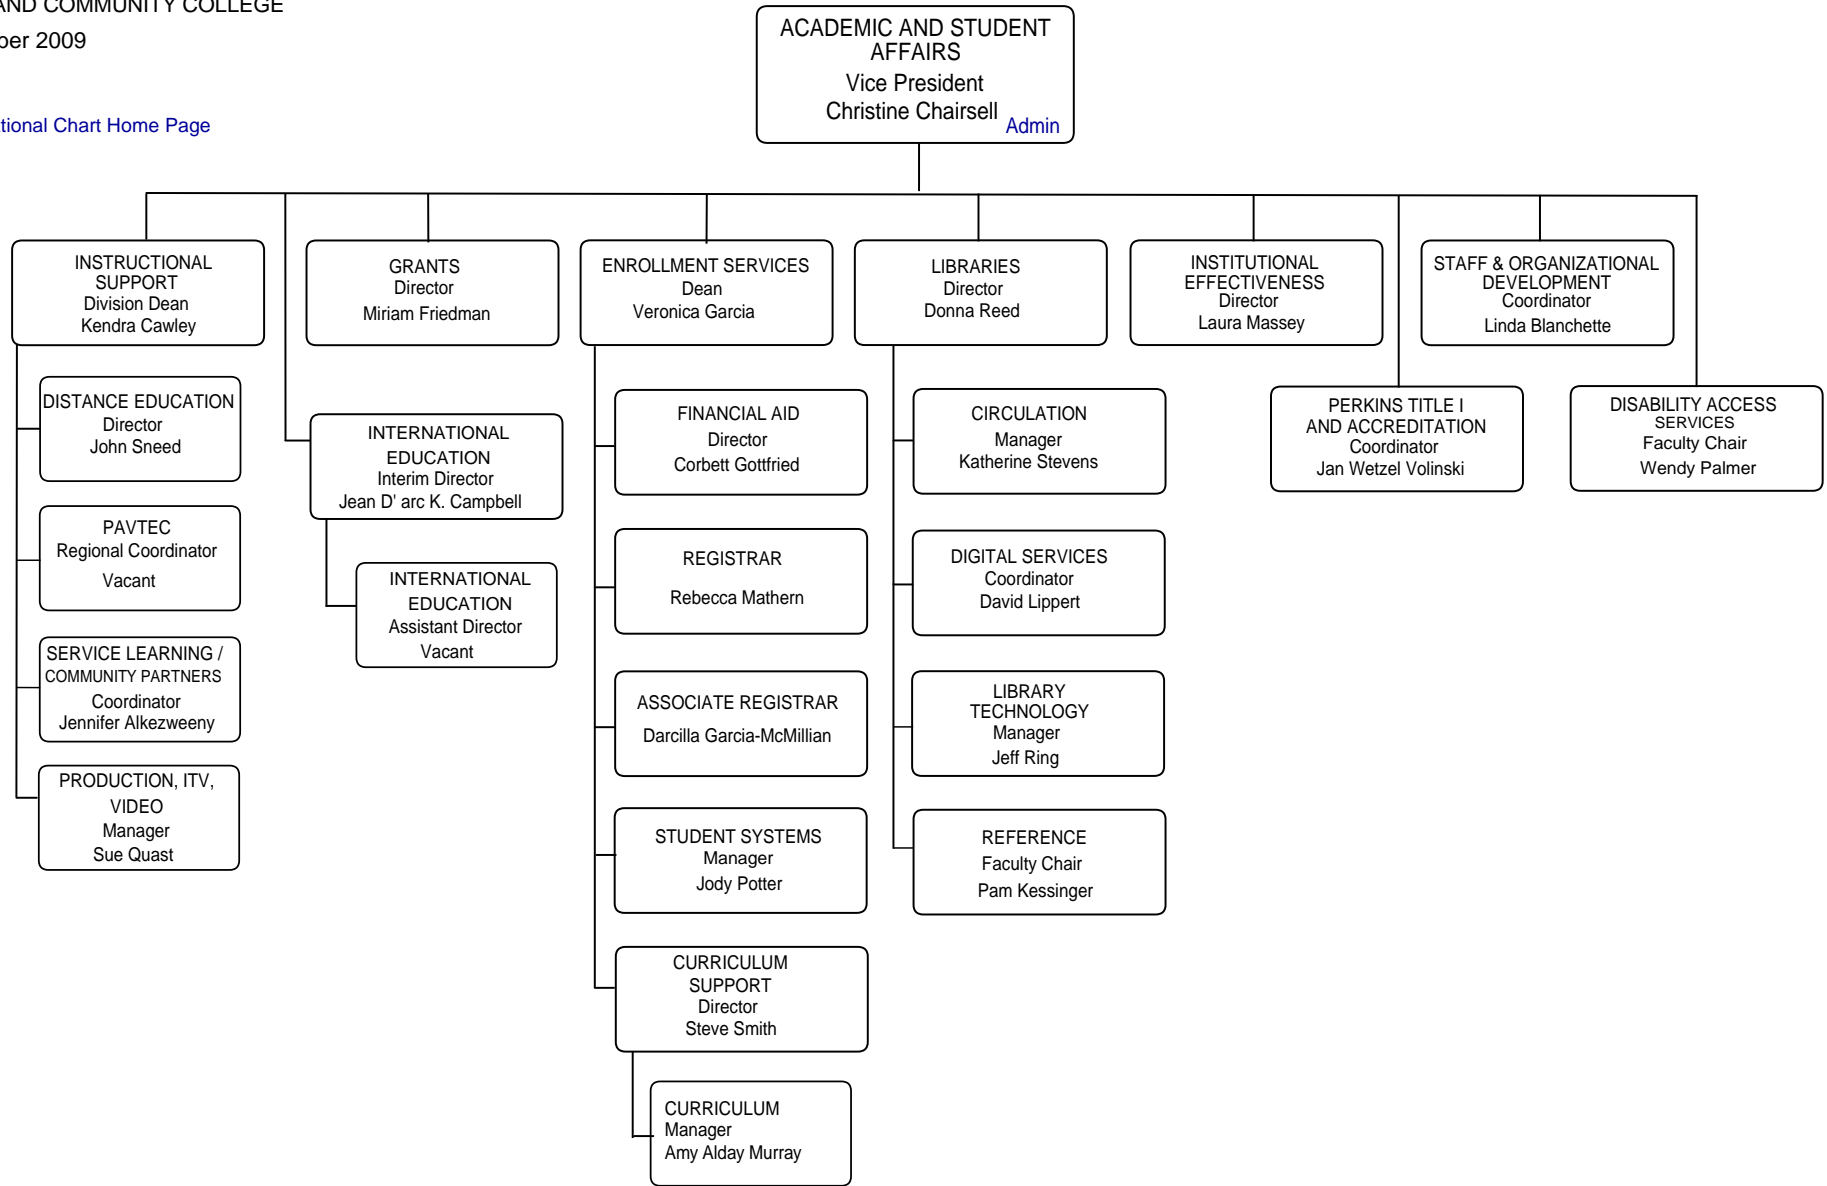 AND COMMUNITY COLLEGE
2009
Chart Home Page
ACADEMIC AND STUDENT
AFFAIRS
Vice President
Christine Chairsell
Admin
INSTRUCTIONAL
SUPPORT
Division Dean
Kendra Cawley
GRANTS
Director
Miriam Friedman
ENROLLMENT SERVICES
Dean
Veronica Garcia
LIBRARIES
Director
Donna Reed
INSTITUTIONAL
EFFECTIVENESS
Director
Laura Massey
STAFF & ORGANIZATIONAL
DEVELOPMENT
Coordinator
Linda Blanchette
DISTANCE EDUCATION
Director
John Sneed
PAVTEC
Regional Coordinator
Vacant
SERVICE LEARNING /
COMMUNITY PARTNERS
Coordinator
Jennifer Alkezweeny
PRODUCTION, ITV,
VIDEO
Manager
Sue Quast
INTERNATIONAL
EDUCATION
Interim Director
Jean D' arc K. Campbell
INTERNATIONAL
EDUCATION
Assistant Director
Vacant
FINANCIAL AID
Director
Corbett Gottfried
REGISTRAR
Rebecca Mathern
ASSOCIATE REGISTRAR
Darcilla Garcia-McMillian
STUDENT SYSTEMS
Manager
Jody Potter
CURRICULUM
SUPPORT
Director
Steve Smith
CURRICULUM
Manager
Amy Alday Murray
CIRCULATION
Manager
Katherine Stevens
DIGITAL SERVICES
Coordinator
David Lippert
LIBRARY
TECHNOLOGY
Manager
Jeff Ring
REFERENCE
Faculty Chair
Pam Kessinger
PERKINS TITLE I
AND ACCREDITATION
Coordinator
Jan Wetzel Volinski
DISABILITY ACCESS
SERVICES
Faculty Chair
Wendy Palmer